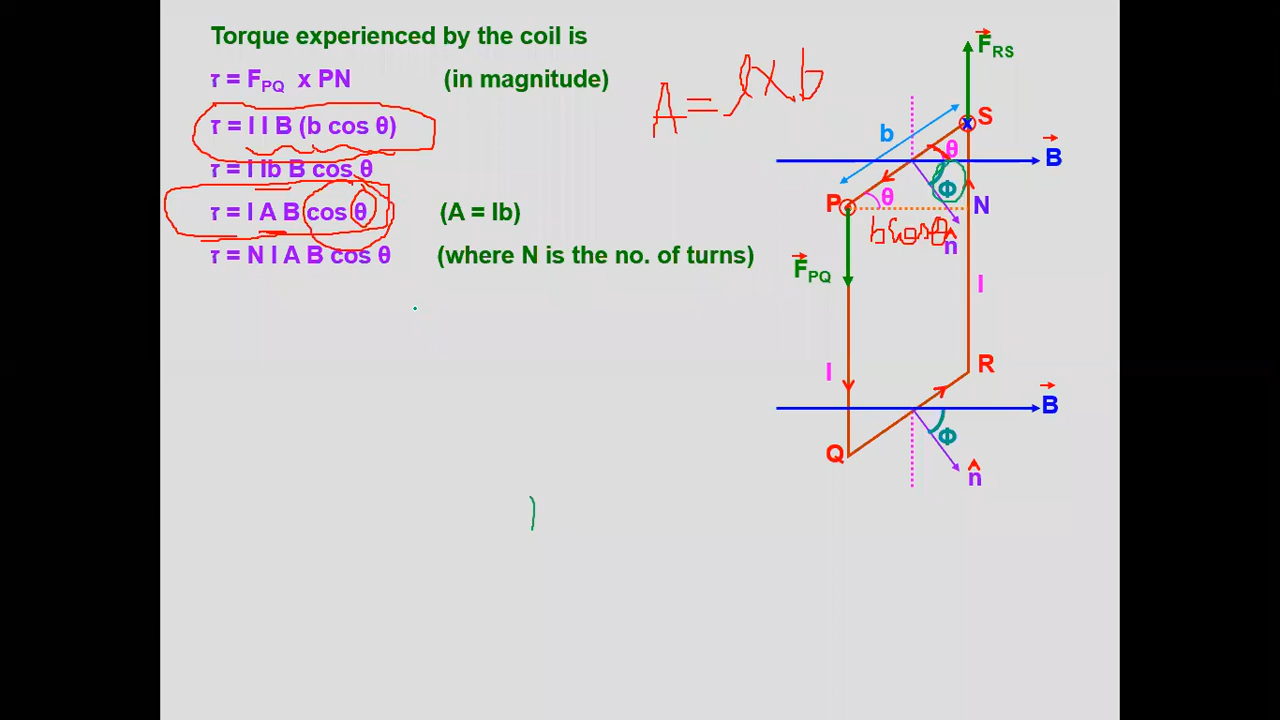 Torque experienced by the coil is
τ = F_PQ x PN (in magnitude)
τ = I l B (b cos θ)
τ = I lb B cos θ
τ = I A B cos θ (A = lb)
τ = N I A B cos θ (where N is the no. of turns)
A = l x b
F_RS
S
b
θ
B
Φ
P
θ
N
b cos θ
n̂
F_PQ
I
I
R
B
Φ
Q
n̂